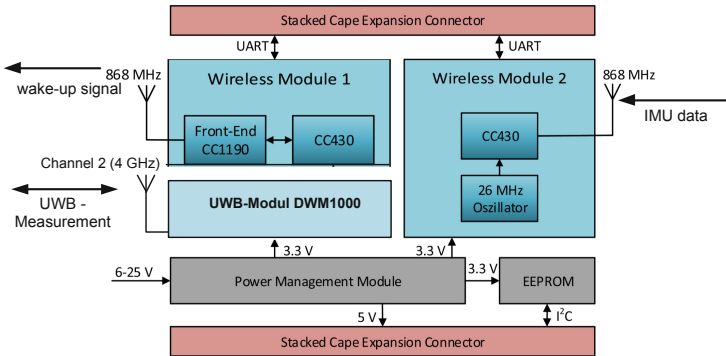 Stacked Cape Expansion Connector
UART
UART
868 MHz
wake-up signal
Wireless Module 1
Wireless Module 2
868 MHz
IMU data
Front-End
CC1190
CC430
CC430
26 MHz
Oszillator
Channel 2 (4 GHz)
UWB -
Measurement
UWB-Modul DWM1000
3.3 V
3.3 V
6-25 V
Power Management Module
3.3 V
EEPROM
5 V
I²C
Stacked Cape Expansion Connector